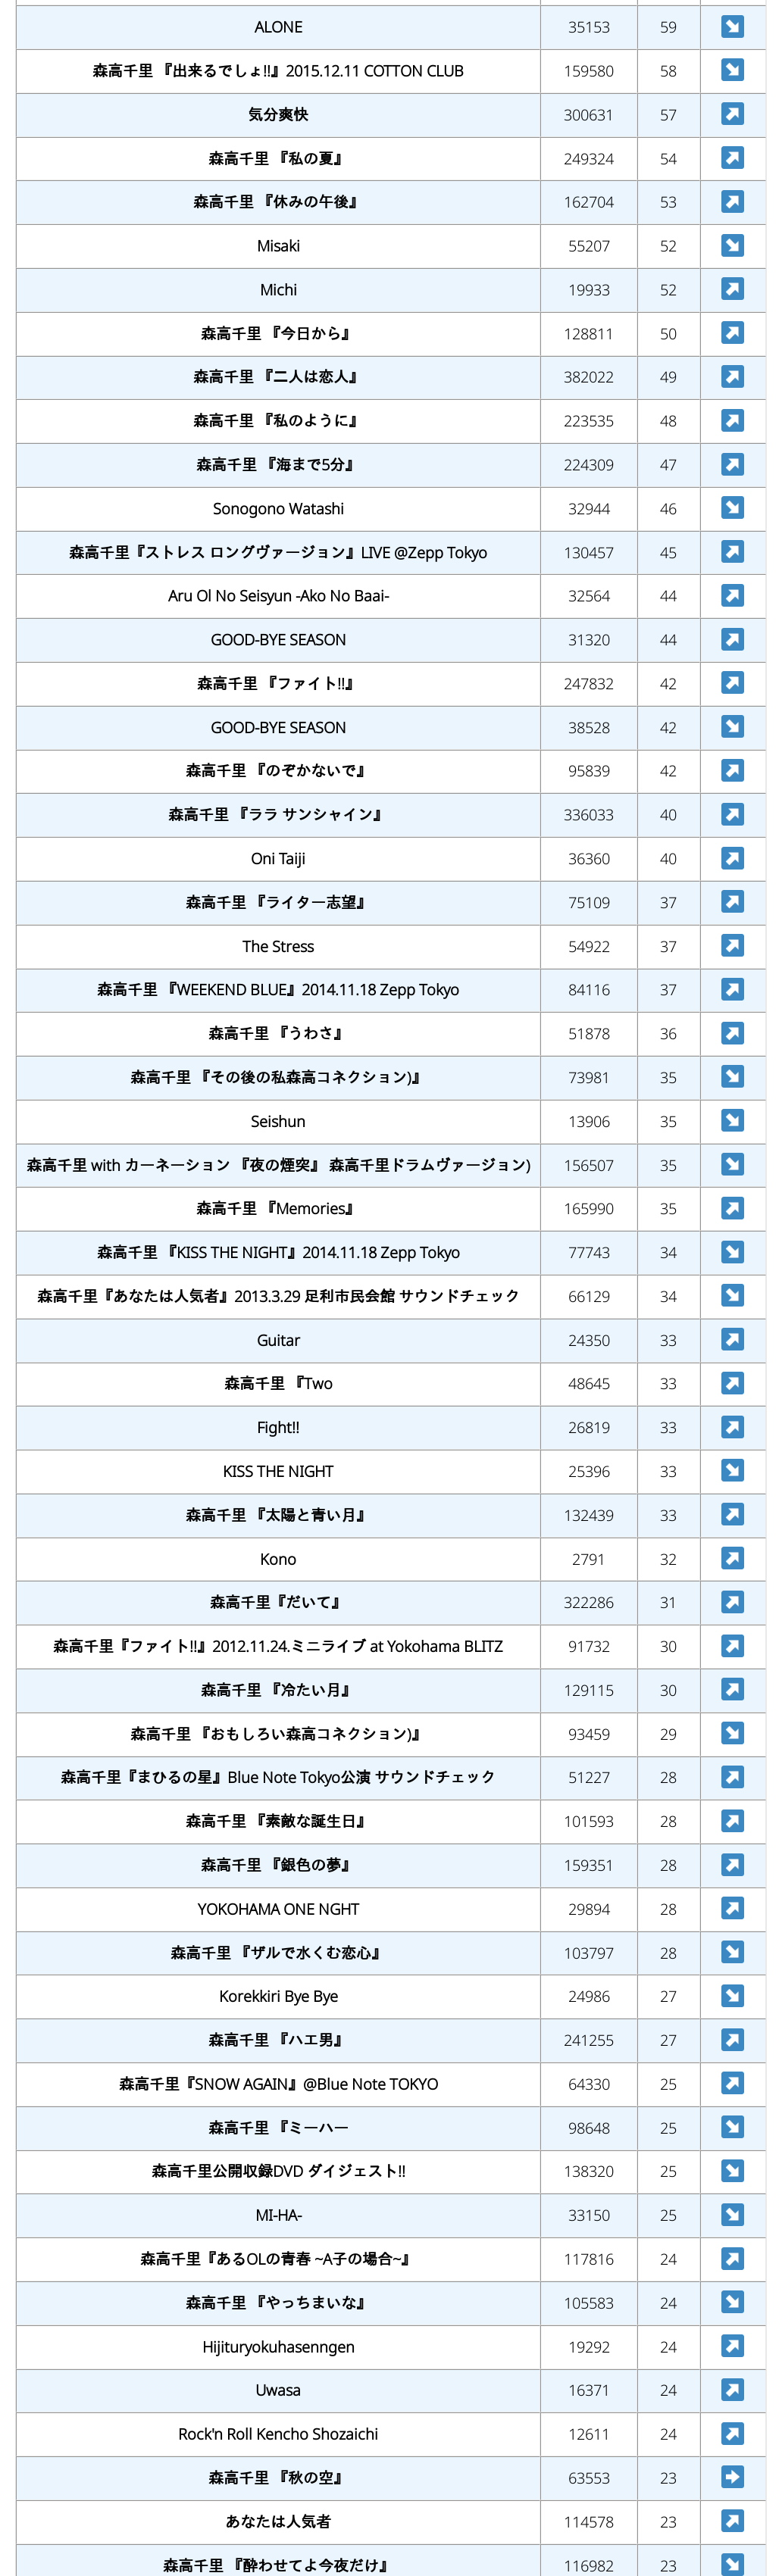 ALONE 35153 59 ↘
森高千里 『出来るでしょ!!』2015.12.11 COTTON CLUB 159580 58 ↘
気分爽快 300631 57 ↗
森高千里 『私の夏』 249324 54 ↗
森高千里 『休みの午後』 162704 53 ↗
Misaki 55207 52 ↘
Michi 19933 52 ↗
森高千里 『今日から』 128811 50 ↗
森高千里 『二人は恋人』 382022 49 ↗
森高千里 『私のように』 223535 48 ↗
森高千里 『海まで5分』 224309 47 ↗
Sonogono Watashi 32944 46 ↘
森高千里『ストレス ロングヴァージョン』LIVE @Zepp Tokyo 130457 45 ↗
Aru Ol No Seisyun -Ako No Baai- 32564 44 ↗
GOOD-BYE SEASON 31320 44 ↗
森高千里 『ファイト!!』 247832 42 ↗
GOOD-BYE SEASON 38528 42 ↘
森高千里 『のぞかないで』 95839 42 ↗
森高千里 『ララ サンシャイン』 336033 40 ↗
Oni Taiji 36360 40 ↗
森高千里 『ライター志望』 75109 37 ↗
The Stress 54922 37 ↗
森高千里 『WEEKEND BLUE』2014.11.18 Zepp Tokyo 84116 37 ↗
森高千里 『うわさ』 51878 36 ↗
森高千里 『その後の私森高コネクション)』 73981 35 ↘
Seishun 13906 35 ↘
森高千里 with カーネーション 『夜の煙突』 森高千里ドラムヴァージョン) 156507 35 ↘
森高千里 『Memories』 165990 35 ↗
森高千里 『KISS THE NIGHT』2014.11.18 Zepp Tokyo 77743 34 ↘
森高千里『あなたは人気者』2013.3.29 足利市民会館 サウンドチェック 66129 34 ↘
Guitar 24350 33 ↗
森高千里 『Two 48645 33 ↗
Fight!! 26819 33 ↗
KISS THE NIGHT 25396 33 ↘
森高千里 『太陽と青い月』 132439 33 ↗
Kono 2791 32 ↗
森高千里『だいて』 322286 31 ↗
森高千里『ファイト!!』2012.11.24.ミニライブ at Yokohama BLITZ 91732 30 ↗
森高千里 『冷たい月』 129115 30 ↗
森高千里 『おもしろい森高コネクション)』 93459 29 ↘
森高千里『まひるの星』Blue Note Tokyo公演 サウンドチェック 51227 28 ↗
森高千里 『素敵な誕生日』 101593 28 ↗
森高千里 『銀色の夢』 159351 28 ↗
YOKOHAMA ONE NGHT 29894 28 ↗
森高千里 『ザルで水くむ恋心』 103797 28 ↘
Korekkiri Bye Bye 24986 27 ↘
森高千里 『ハエ男』 241255 27 ↗
森高千里『SNOW AGAIN』@Blue Note TOKYO 64330 25 ↗
森高千里 『ミーハー 98648 25 ↘
森高千里公開収録DVD ダイジェスト!! 138320 25 ↘
MI-HA- 33150 25 ↘
森高千里『あるOLの青春 ~A子の場合~』 117816 24 ↗
森高千里 『やっちまいな』 105583 24 ↘
Hijituryokuhasenngen 19292 24 ↗
Uwasa 16371 24 ↗
Rock'n Roll Kencho Shozaichi 12611 24 ↗
森高千里 『秋の空』 63553 23 →
あなたは人気者 114578 23 ↗
森高千里 『酔わせてよ今夜だけ』 116982 23 ↘